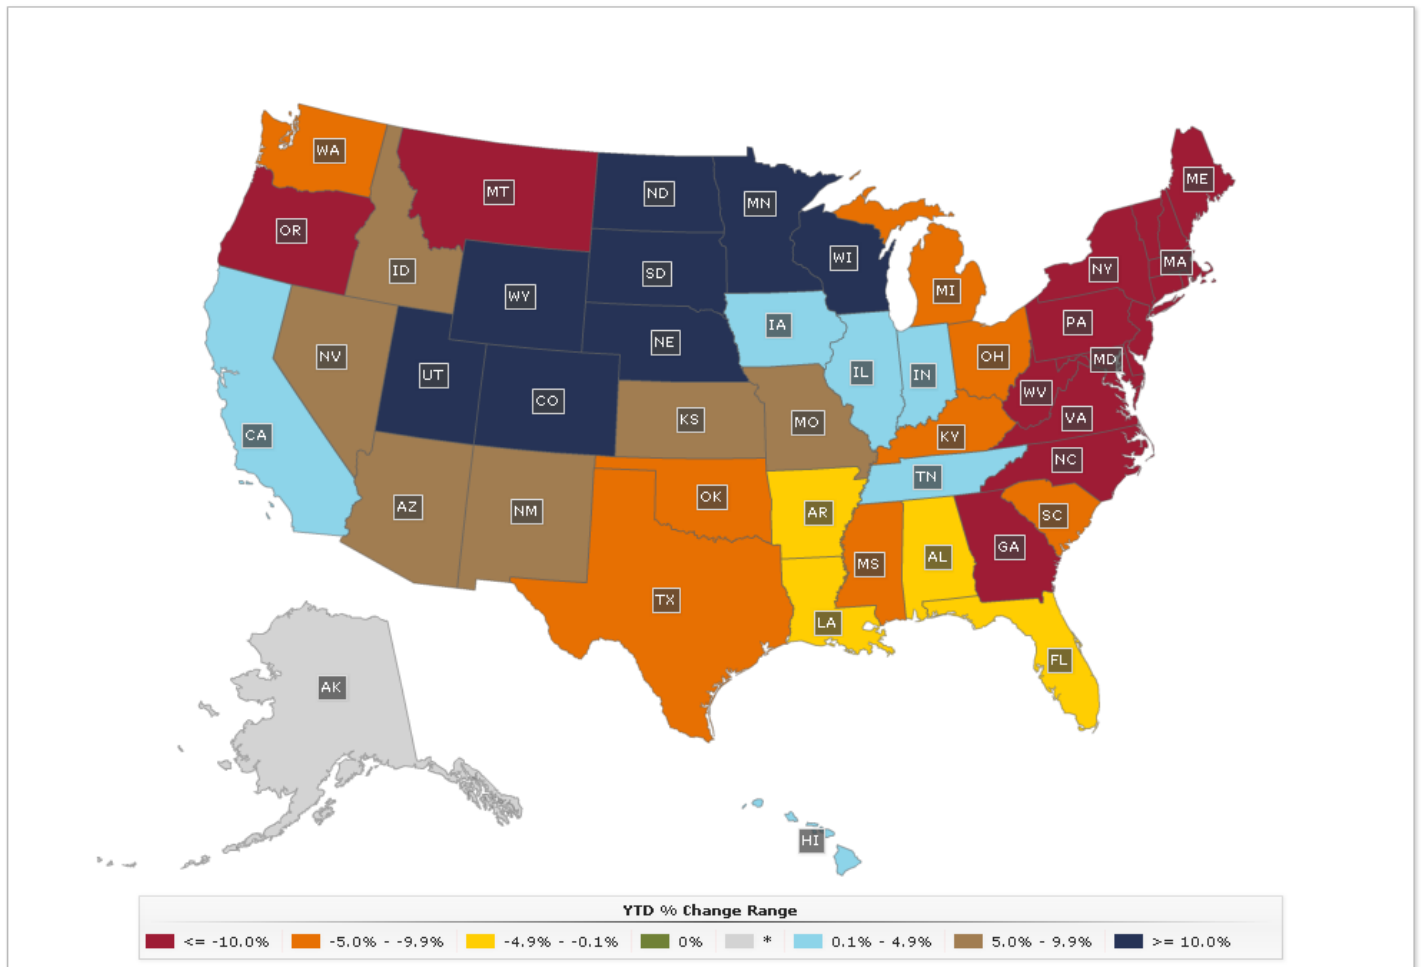 WA
MT
ND
MN
ME
OR
ID
SD
WI
MA
NY
WY
MI
IA
NE
PA
NV
UT
IL
IN
OH
MD
CO
WV
CA
KS
MO
KY
VA
NC
TN
AZ
NM
OK
AR
SC
MS
AL
GA
TX
LA
FL
AK
HI
YTD % Change Range
<= -10.0% -5.0% - -9.9% -4.9% - -0.1% 0% * 0.1% - 4.9% 5.0% - 9.9% >= 10.0%